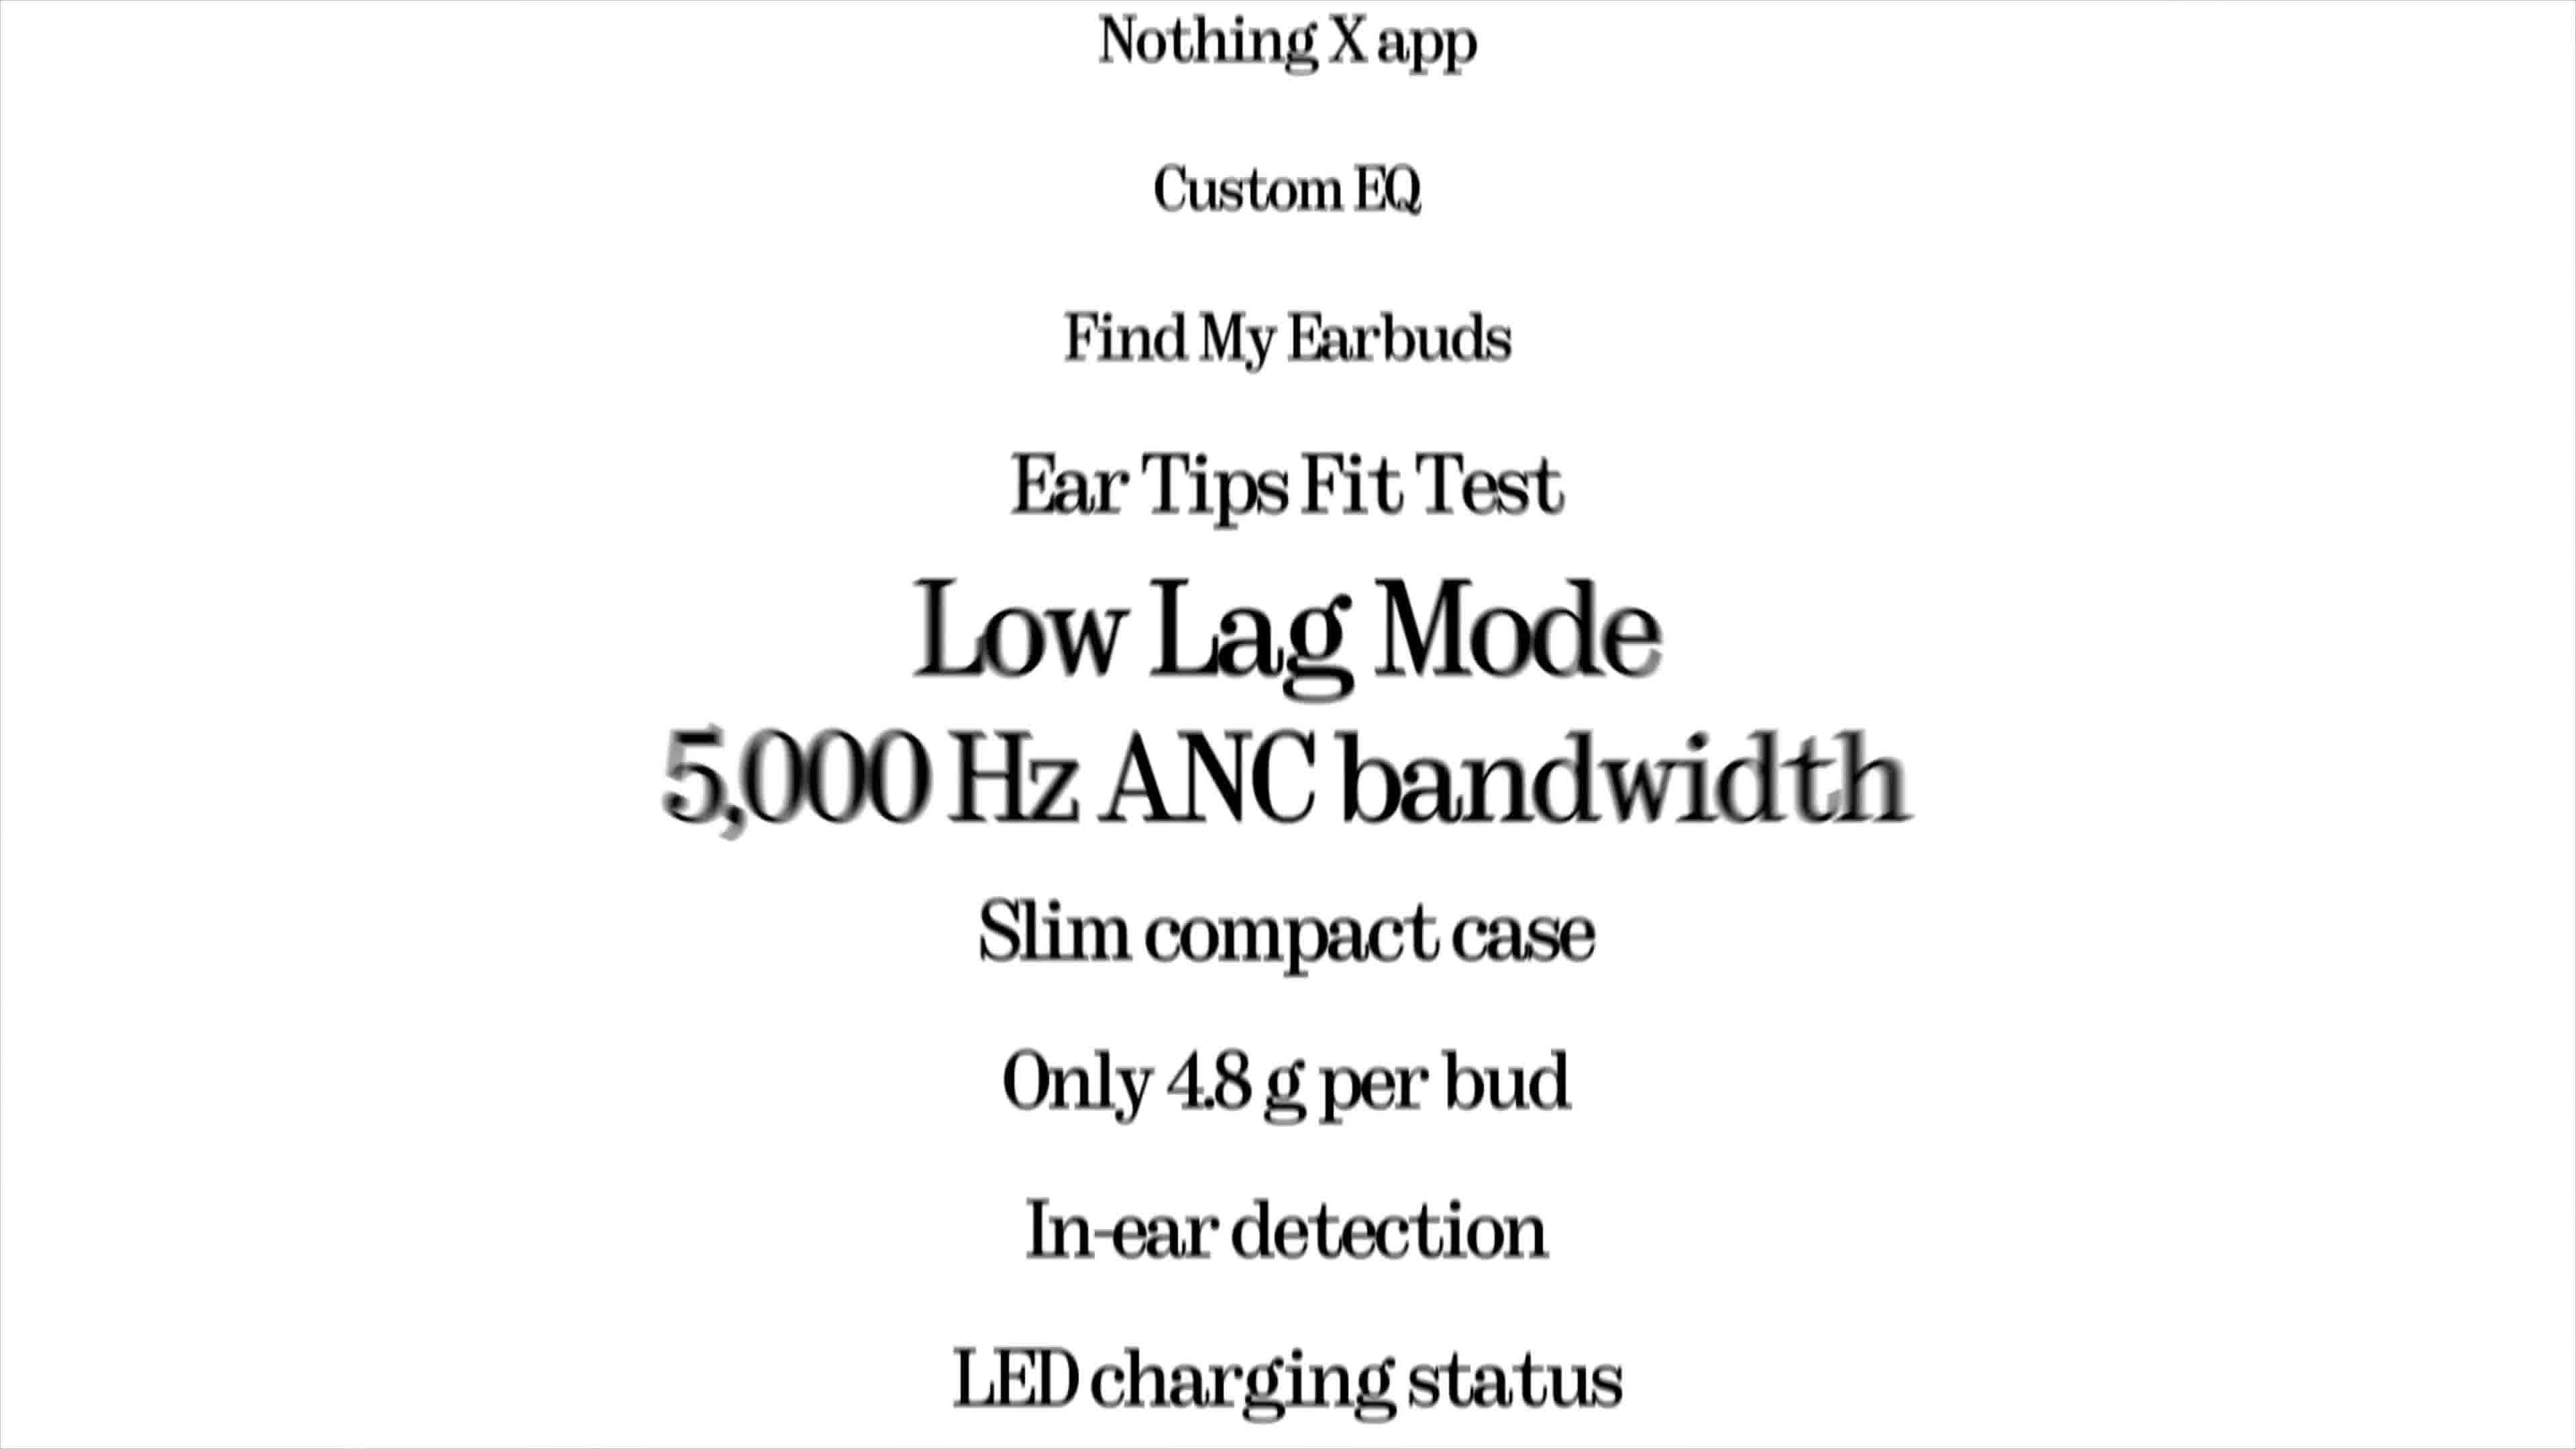 Nothing X app
Custom EQ
Find My Earbuds
Ear Tips Fit Test
Low Lag Mode
5,000 Hz ANC bandwidth
Slim compact case
Only 4.8 g per bud
In-ear detection
LED charging status